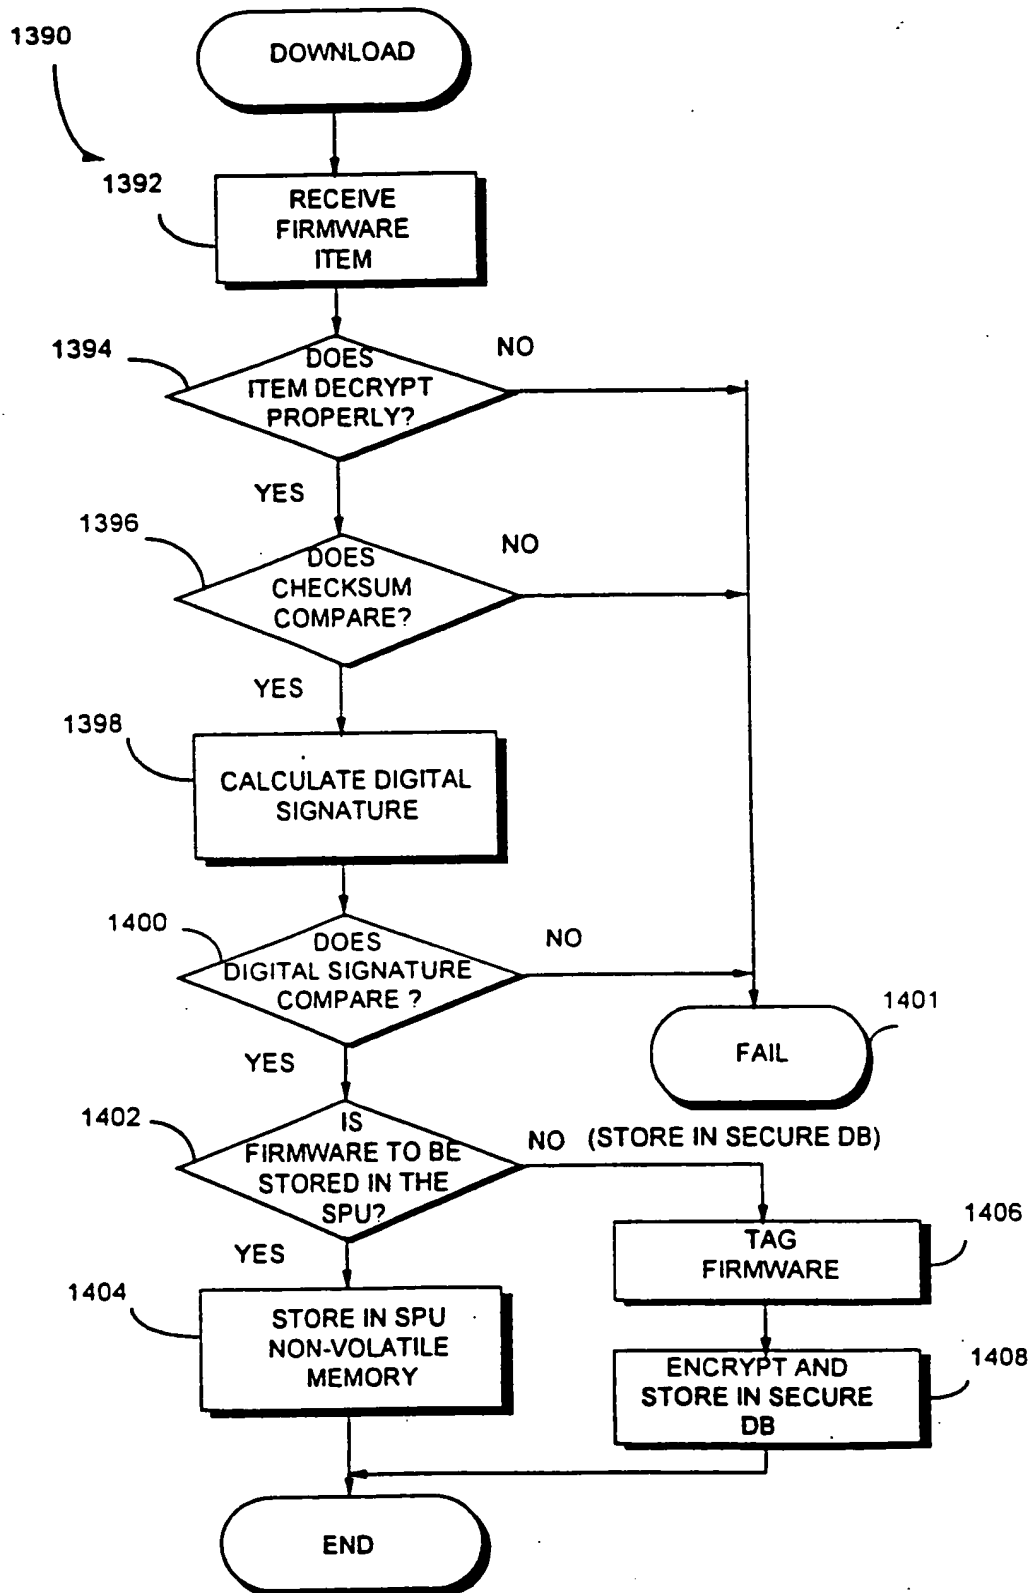 1390
DOWNLOAD
1392
RECEIVE
FIRMWARE
ITEM
1394
DOES
ITEM DECRYPT
PROPERLY?
NO
YES
1396
DOES
CHECKSUM
COMPARE?
NO
YES
1398
CALCULATE DIGITAL
SIGNATURE
1400
DOES
DIGITAL SIGNATURE
COMPARE ?
NO
1401
FAIL
YES
1402
IS
FIRMWARE TO BE
STORED IN THE
SPU?
NO (STORE IN SECURE DB)
YES
1406
TAG
FIRMWARE
1404
STORE IN SPU
NON-VOLATILE
MEMORY
1408
ENCRYPT AND
STORE IN SECURE
DB
END